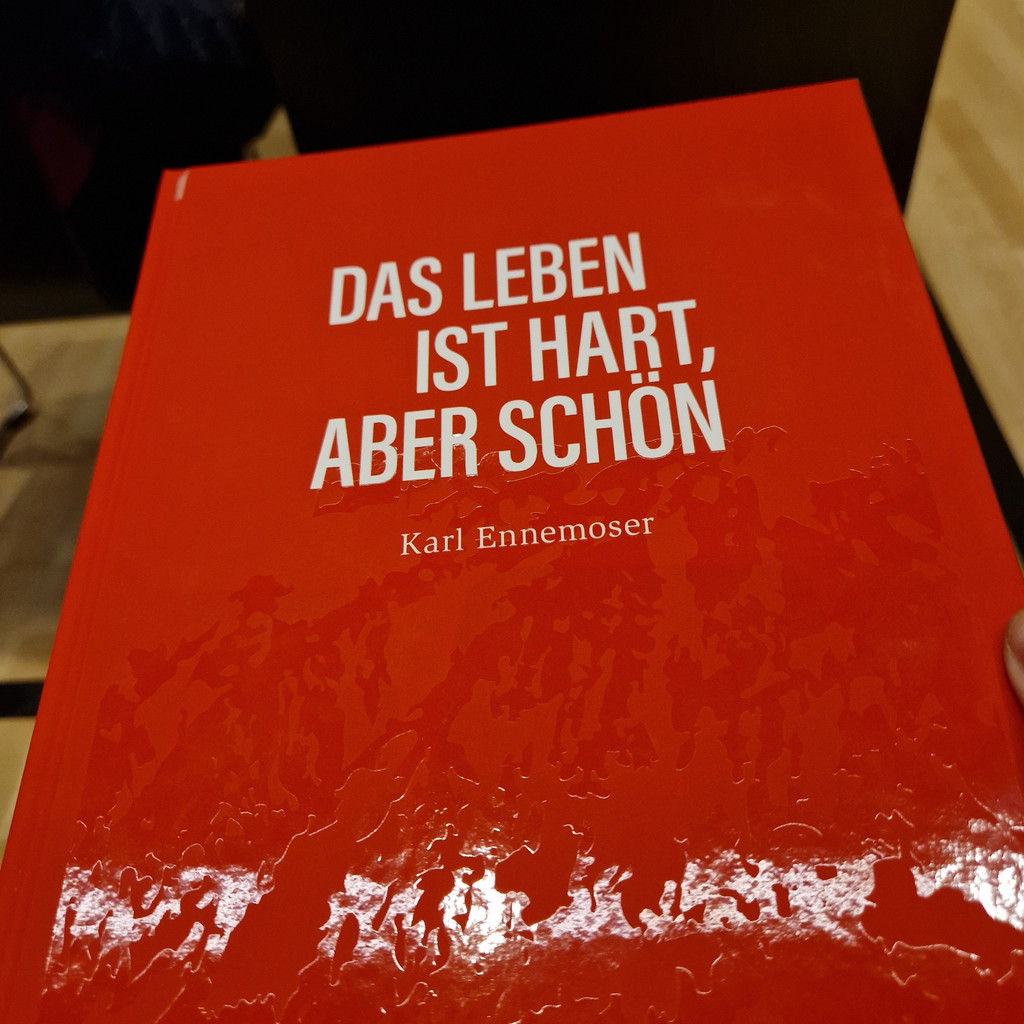 DAS LEBEN
IST HART,
ABER SCHÖN
Karl Ennemoser